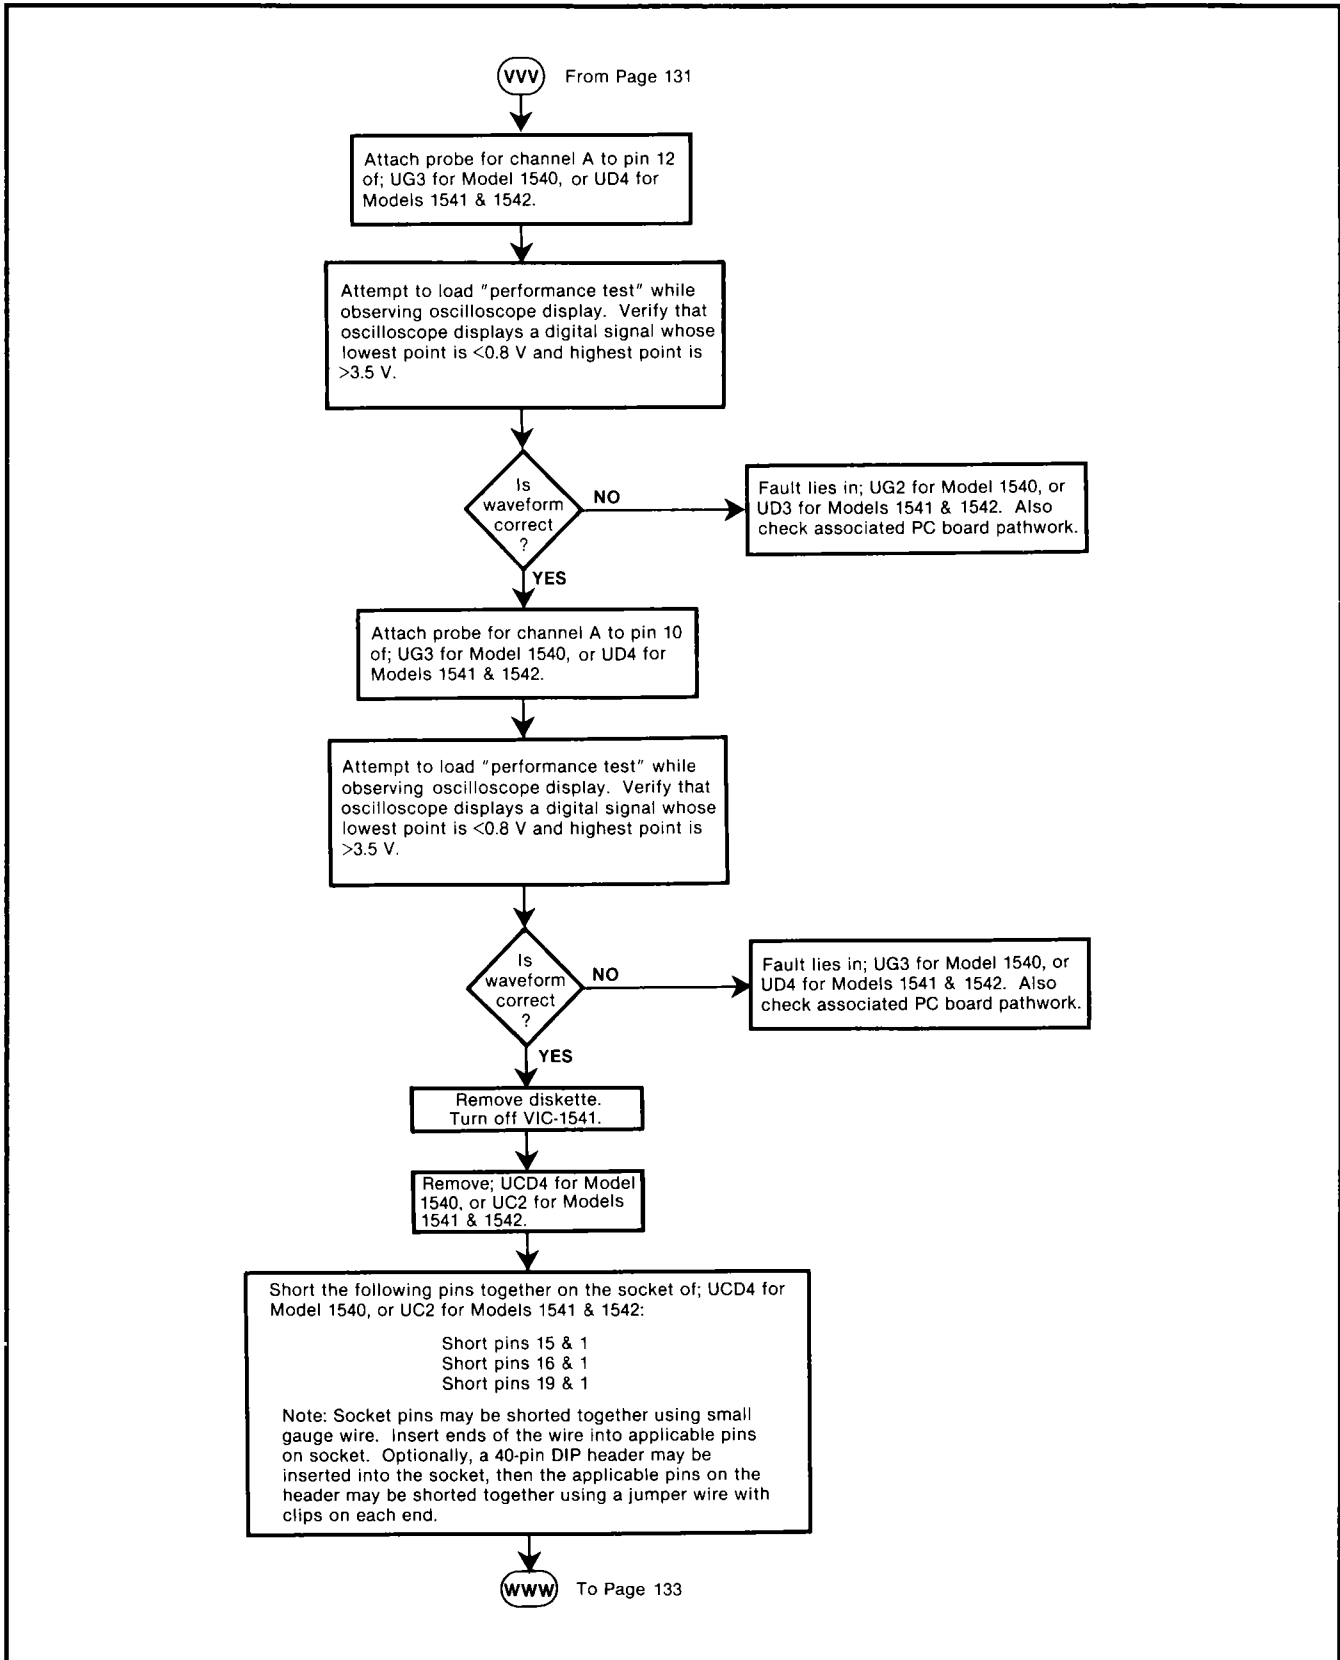 VVV From Page 131
Attach probe for channel A to pin 12
of; UG3 for Model 1540, or UD4 for
Models 1541 & 1542.
Attempt to load "performance test" while
observing oscilloscope display. Verify that
oscilloscope displays a digital signal whose
lowest point is <0.8 V and highest point is
>3.5 V.
Is
waveform
correct
?
NO
Fault lies in; UG2 for Model 1540, or
UD3 for Models 1541 & 1542. Also
check associated PC board pathwork.
YES
Attach probe for channel A to pin 10
of; UG3 for Model 1540, or UD4 for
Models 1541 & 1542.
Attempt to load "performance test" while
observing oscilloscope display. Verify that
oscilloscope displays a digital signal whose
lowest point is <0.8 V and highest point is
>3.5 V.
Is
waveform
correct
?
NO
Fault lies in; UG3 for Model 1540, or
UD4 for Models 1541 & 1542. Also
check associated PC board pathwork.
YES
Remove diskette.
Turn off VIC-1541.
Remove; UCD4 for Model
1540, or UC2 for Models
1541 & 1542.
Short the following pins together on the socket of; UCD4 for
Model 1540, or UC2 for Models 1541 & 1542:
Short pins 15 & 1
Short pins 16 & 1
Short pins 19 & 1
Note: Socket pins may be shorted together using small
gauge wire. Insert ends of the wire into applicable pins
on socket. Optionally, a 40-pin DIP header may be
inserted into the socket, then the applicable pins on the
header may be shorted together using a jumper wire with
clips on each end.
WWW To Page 133